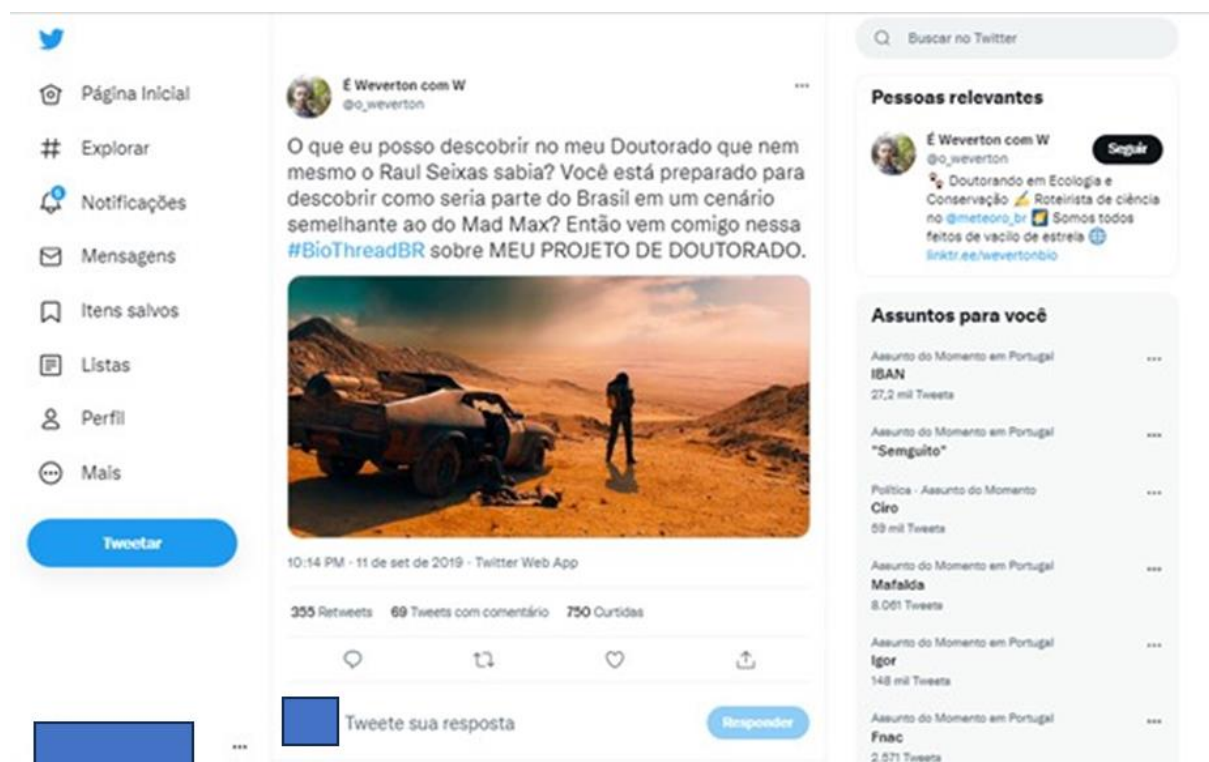 Página Inicial
Explorar
6
Notificações
Mensagens
Itens salvos
Listas
Perfil
Mais
Tweetar
É Weverton com W
@o_weverton
O que eu posso descobrir no meu Doutorado que nem
mesmo o Raul Seixas sabia? Você está preparado para
descobrir como seria parte do Brasil em um cenário
semelhante ao do Mad Max? Então vem comigo nessa
#BioThreadBR sobre MEU PROJETO DE DOUTORADO.
10:14 PM · 11 de set de 2019 · Twitter Web App
355 Retweets 69 Tweets com comentário 750 Curtidas
Tweete sua resposta
Responder
Buscar no Twitter
Pessoas relevantes
É Weverton com W
@o_weverton
Seguir
Doutorando em Ecologia e
Conservação Roteirista de ciência
no @meteoro_br Somos todos
feitos de vacilo de estrela
linktr.ee/wevertonbio
Assuntos para você
Assunto do Momento em Portugal
IBAN
27,2 mil Tweets
Assunto do Momento em Portugal
"Semguito"
Política · Assunto do Momento
Ciro
59 mil Tweets
Assunto do Momento em Portugal
Mafalda
8.061 Tweets
Assunto do Momento em Portugal
Igor
148 mil Tweets
Assunto do Momento em Portugal
Fnac
2.571 Tweets